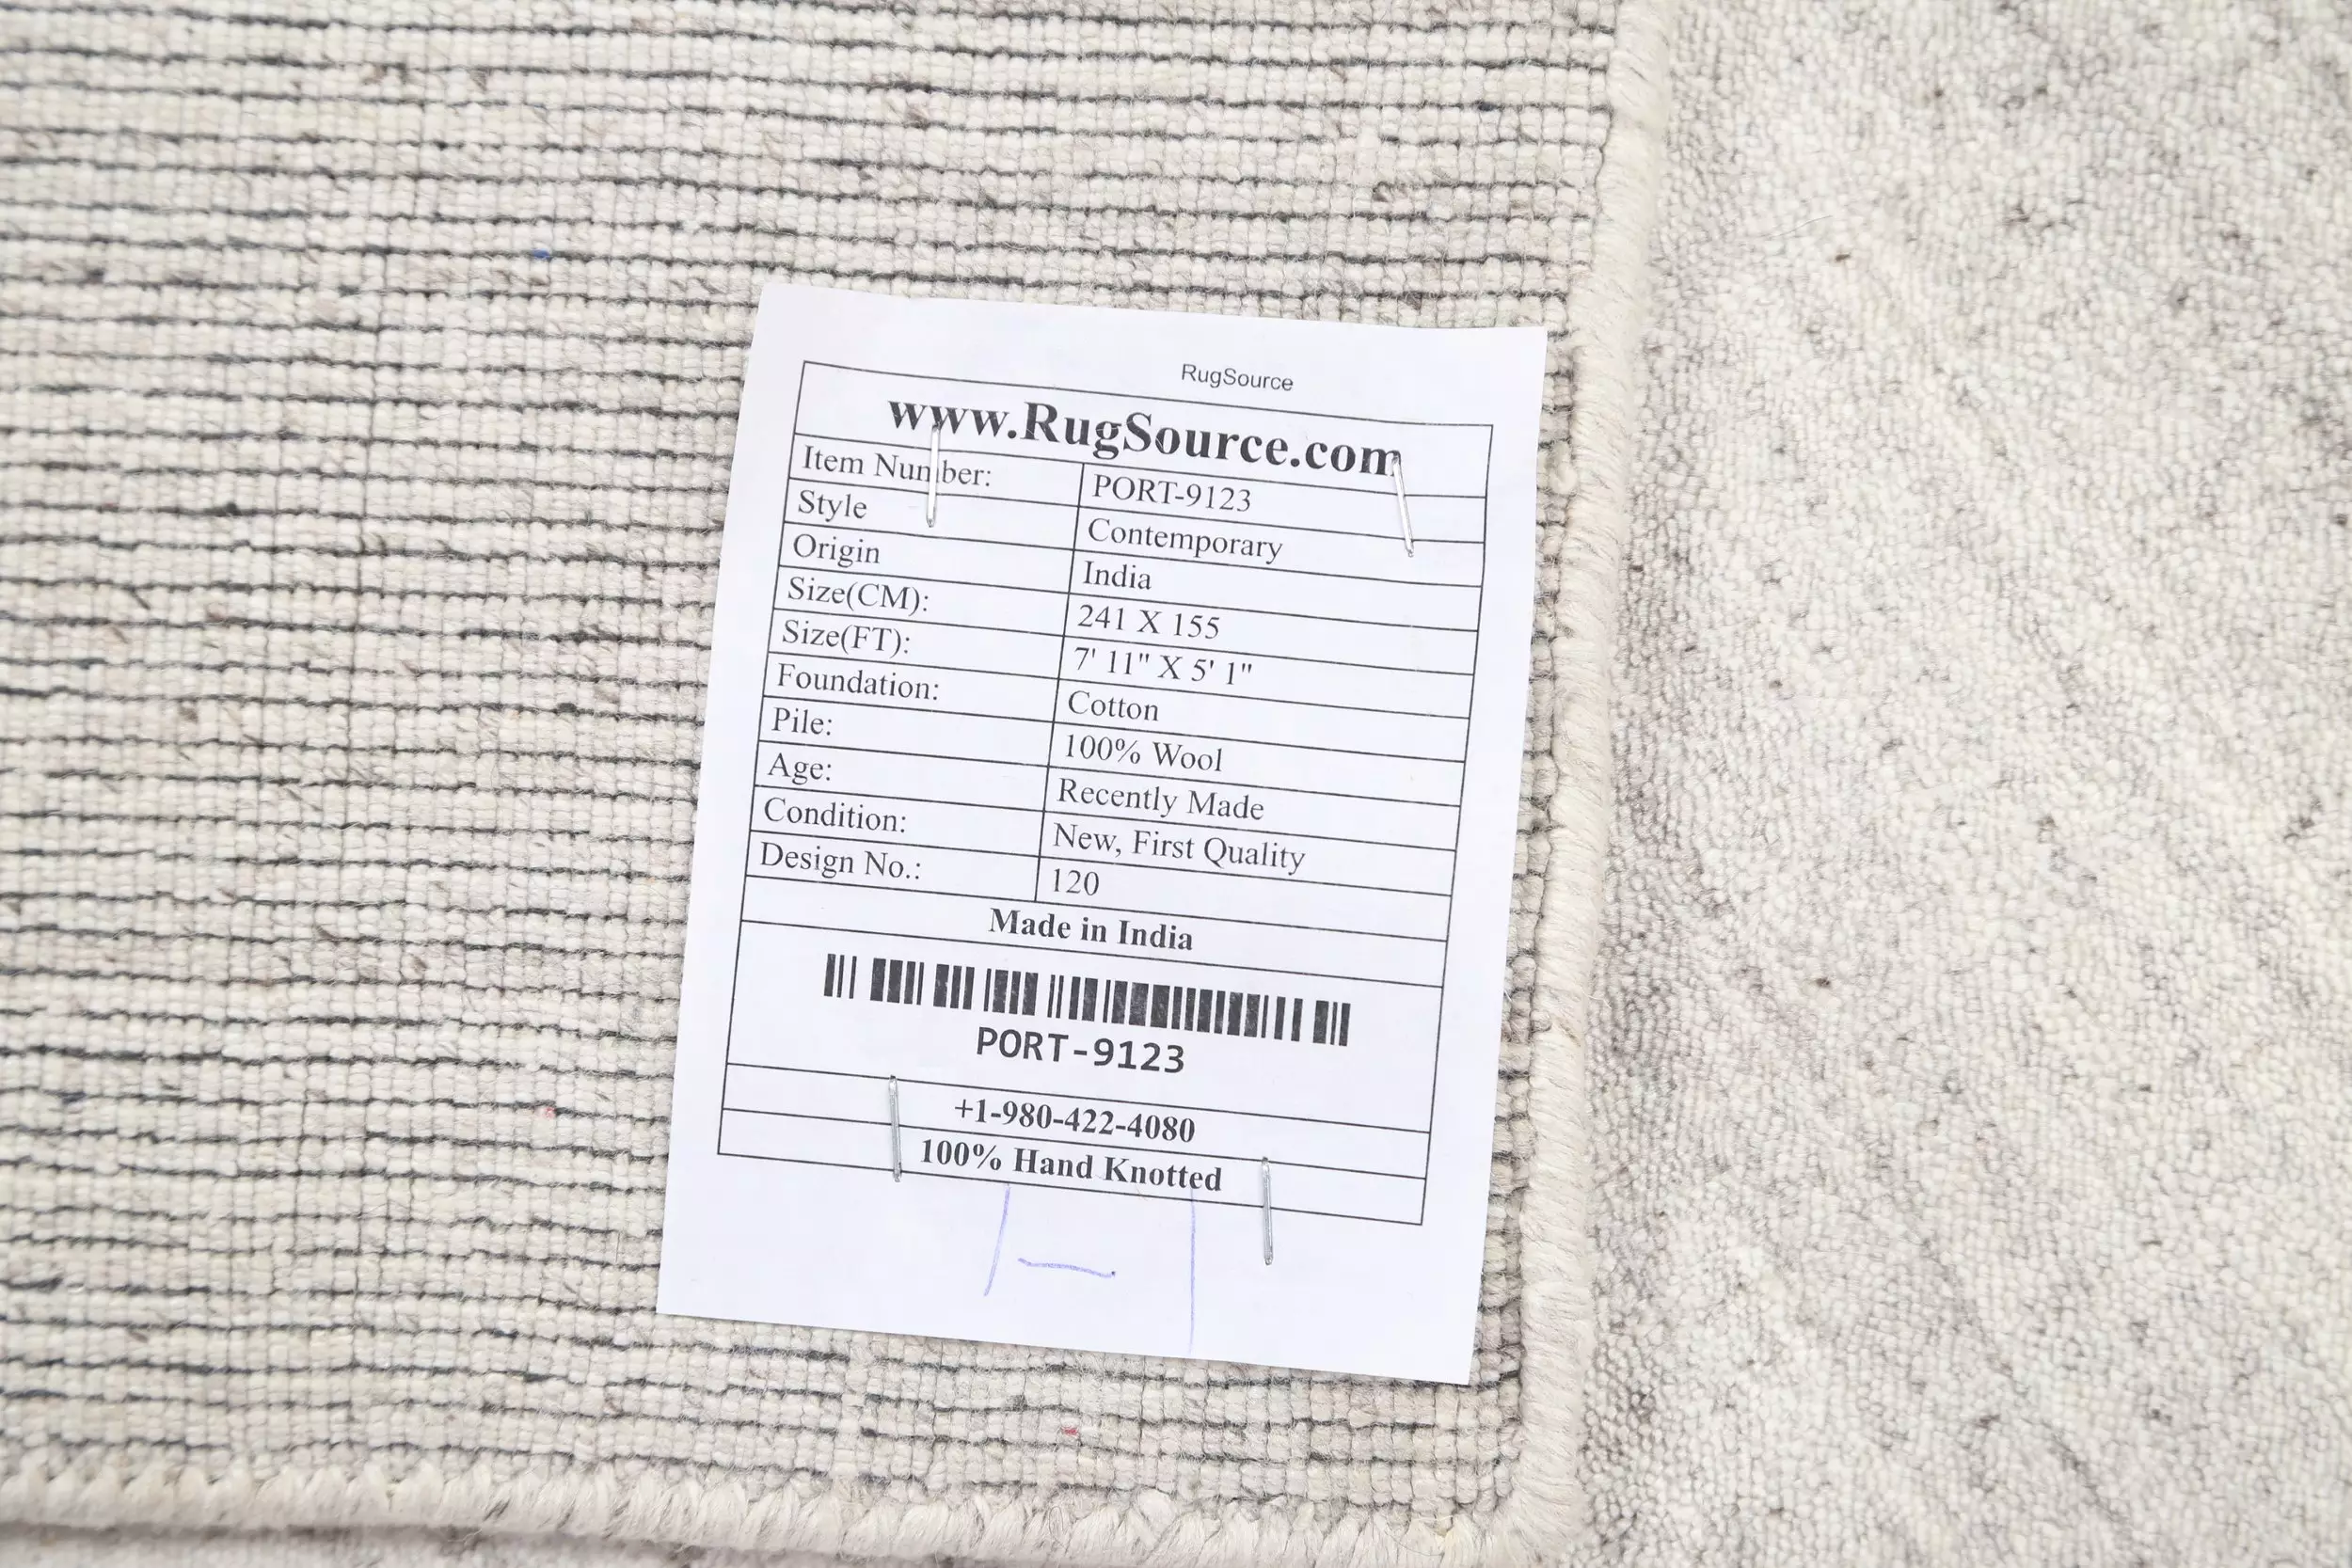 RugSource
www.RugSource.com
Item Number: PORT-9123
Style Contemporary
Origin India
Size(CM): 241 X 155
Size(FT): 7' 11" X 5' 1"
Foundation: Cotton
Pile: 100% Wool
Age: Recently Made
Condition: New, First Quality
Design No.: 120
Made in India
PORT-9123
+1-980-422-4080
100% Hand Knotted
1-1